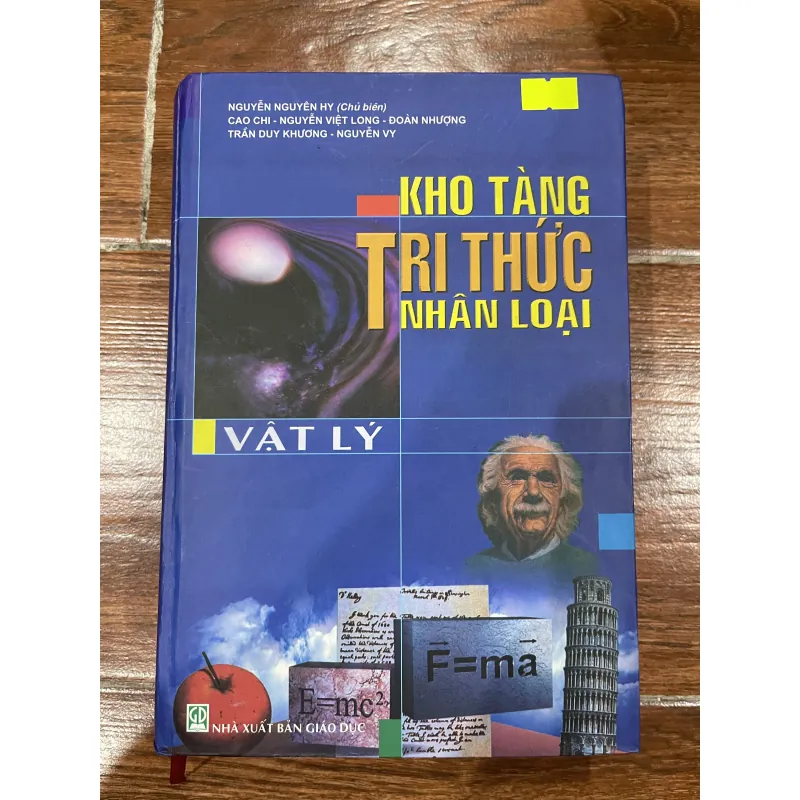 NGUYỄN NGUYÊN HY (Chủ biên)
CAO CHI - NGUYỄN VIỆT LONG - ĐOÀN NHƯỢNG
TRẦN DUY KHƯƠNG - NGUYỄN VY
KHO TÀNG
TRI THỨC
NHÂN LOẠI
VẬT LÝ
F=ma
E=mc²
GD
NHÀ XUẤT BẢN GIÁO DỤC